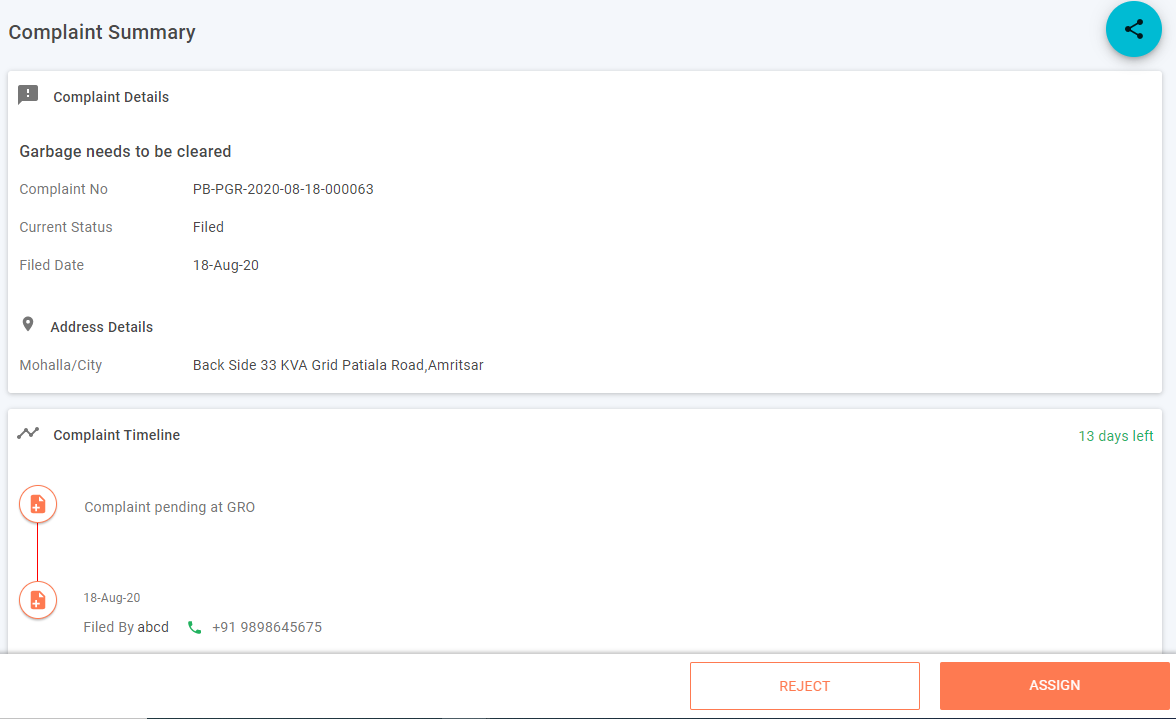 Complaint Summary
Complaint Details
Garbage needs to be cleared
Complaint No PB-PGR-2020-08-18-000063
Current Status Filed
Filed Date 18-Aug-20
Address Details
Mohalla/City Back Side 33 KVA Grid Patiala Road,Amritsar
Complaint Timeline 13 days left
Complaint pending at GRO
18-Aug-20
Filed By abcd +91 9898645675
REJECT ASSIGN